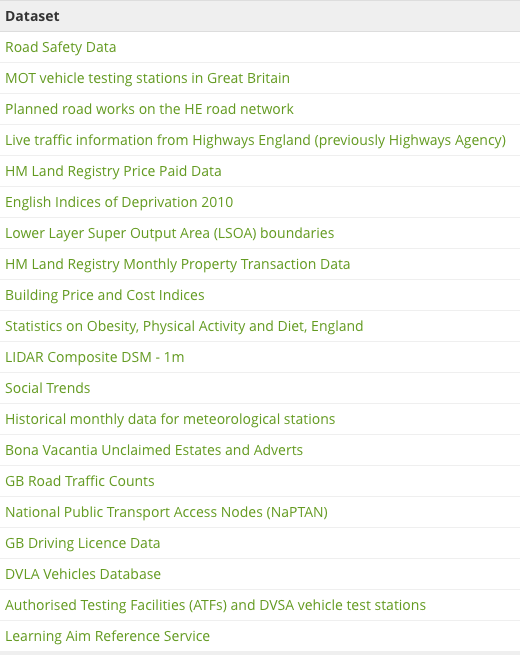 Dataset
Road Safety Data
MOT vehicle testing stations in Great Britain
Planned road works on the HE road network
Live traffic information from Highways England (previously Highways Agency)
HM Land Registry Price Paid Data
English Indices of Deprivation 2010
Lower Layer Super Output Area (LSOA) boundaries
HM Land Registry Monthly Property Transaction Data
Building Price and Cost Indices
Statistics on Obesity, Physical Activity and Diet, England
LIDAR Composite DSM - 1m
Social Trends
Historical monthly data for meteorological stations
Bona Vacantia Unclaimed Estates and Adverts
GB Road Traffic Counts
National Public Transport Access Nodes (NaPTAN)
GB Driving Licence Data
DVLA Vehicles Database
Authorised Testing Facilities (ATFs) and DVSA vehicle test stations
Learning Aim Reference Service